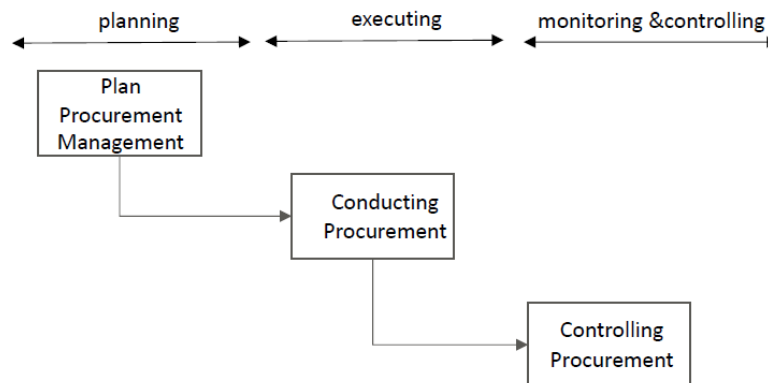 planning
executing
monitoring &controlling
Plan
Procurement
Management
Conducting
Procurement
Controlling
Procurement